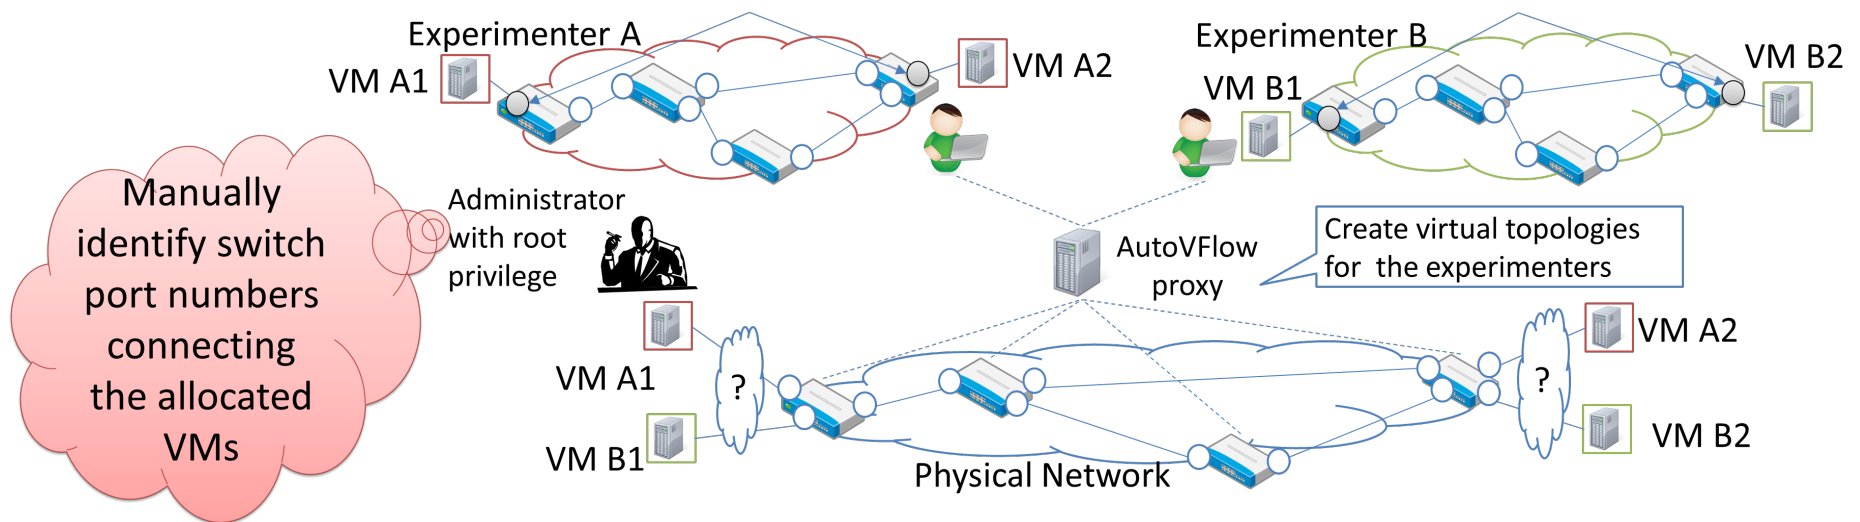 Experimenter A
VM A1
VM A2
Experimenter B
VM B1
VM B2
Manually
identify switch
port numbers
connecting
the allocated
VMs
Administrator
with root
privilege
AutoVFlow
proxy
Create virtual topologies
for the experimenters
VM A1
?
VM B1
Physical Network
?
VM A2
VM B2